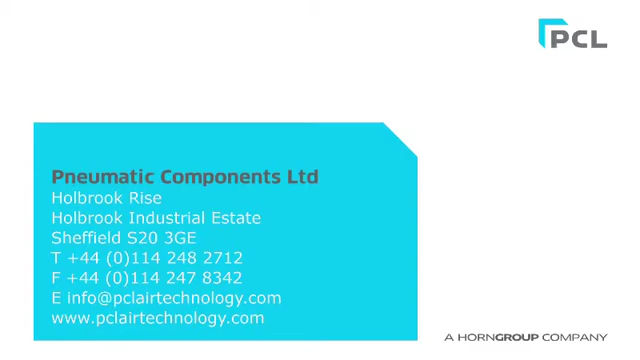 PCL
Pneumatic Components Ltd
Holbrook Rise
Holbrook Industrial Estate
Sheffield S20 3GE
T +44 (0)114 248 2712
F +44 (0)114 247 8342
E info@pclairtechnology.com
www.pclairtechnology.com
A HORNGROUP COMPANY